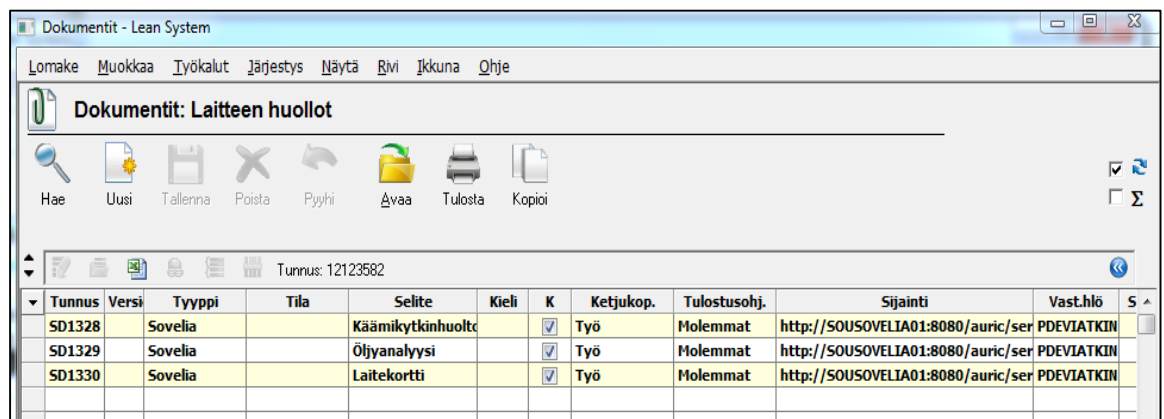 Dokumentit - Lean System
Lomake Muokkaa Työkalut Järjestys Näytä Rivi Ikkuna Ohje
Dokumentit: Laitteen huollot
Hae Uusi Tallenna Poista Pyyhi Avaa Tulosta Kopioi
Σ
Tunnus: 12123582
Tunnus Versi Tyyppi Tila Selite Kieli K Ketjukop. Tulostusohj. Sijainti Vast.hlö S
SD1328 Sovelia Käämikytkinhuolto Työ Molemmat http://SOUSOVELIA01:8080/auric/ser PDEVIATKIN
SD1329 Sovelia Öljyanalyysi Työ Molemmat http://SOUSOVELIA01:8080/auric/ser PDEVIATKIN
SD1330 Sovelia Laitekortti Työ Molemmat http://SOUSOVELIA01:8080/auric/ser PDEVIATKIN